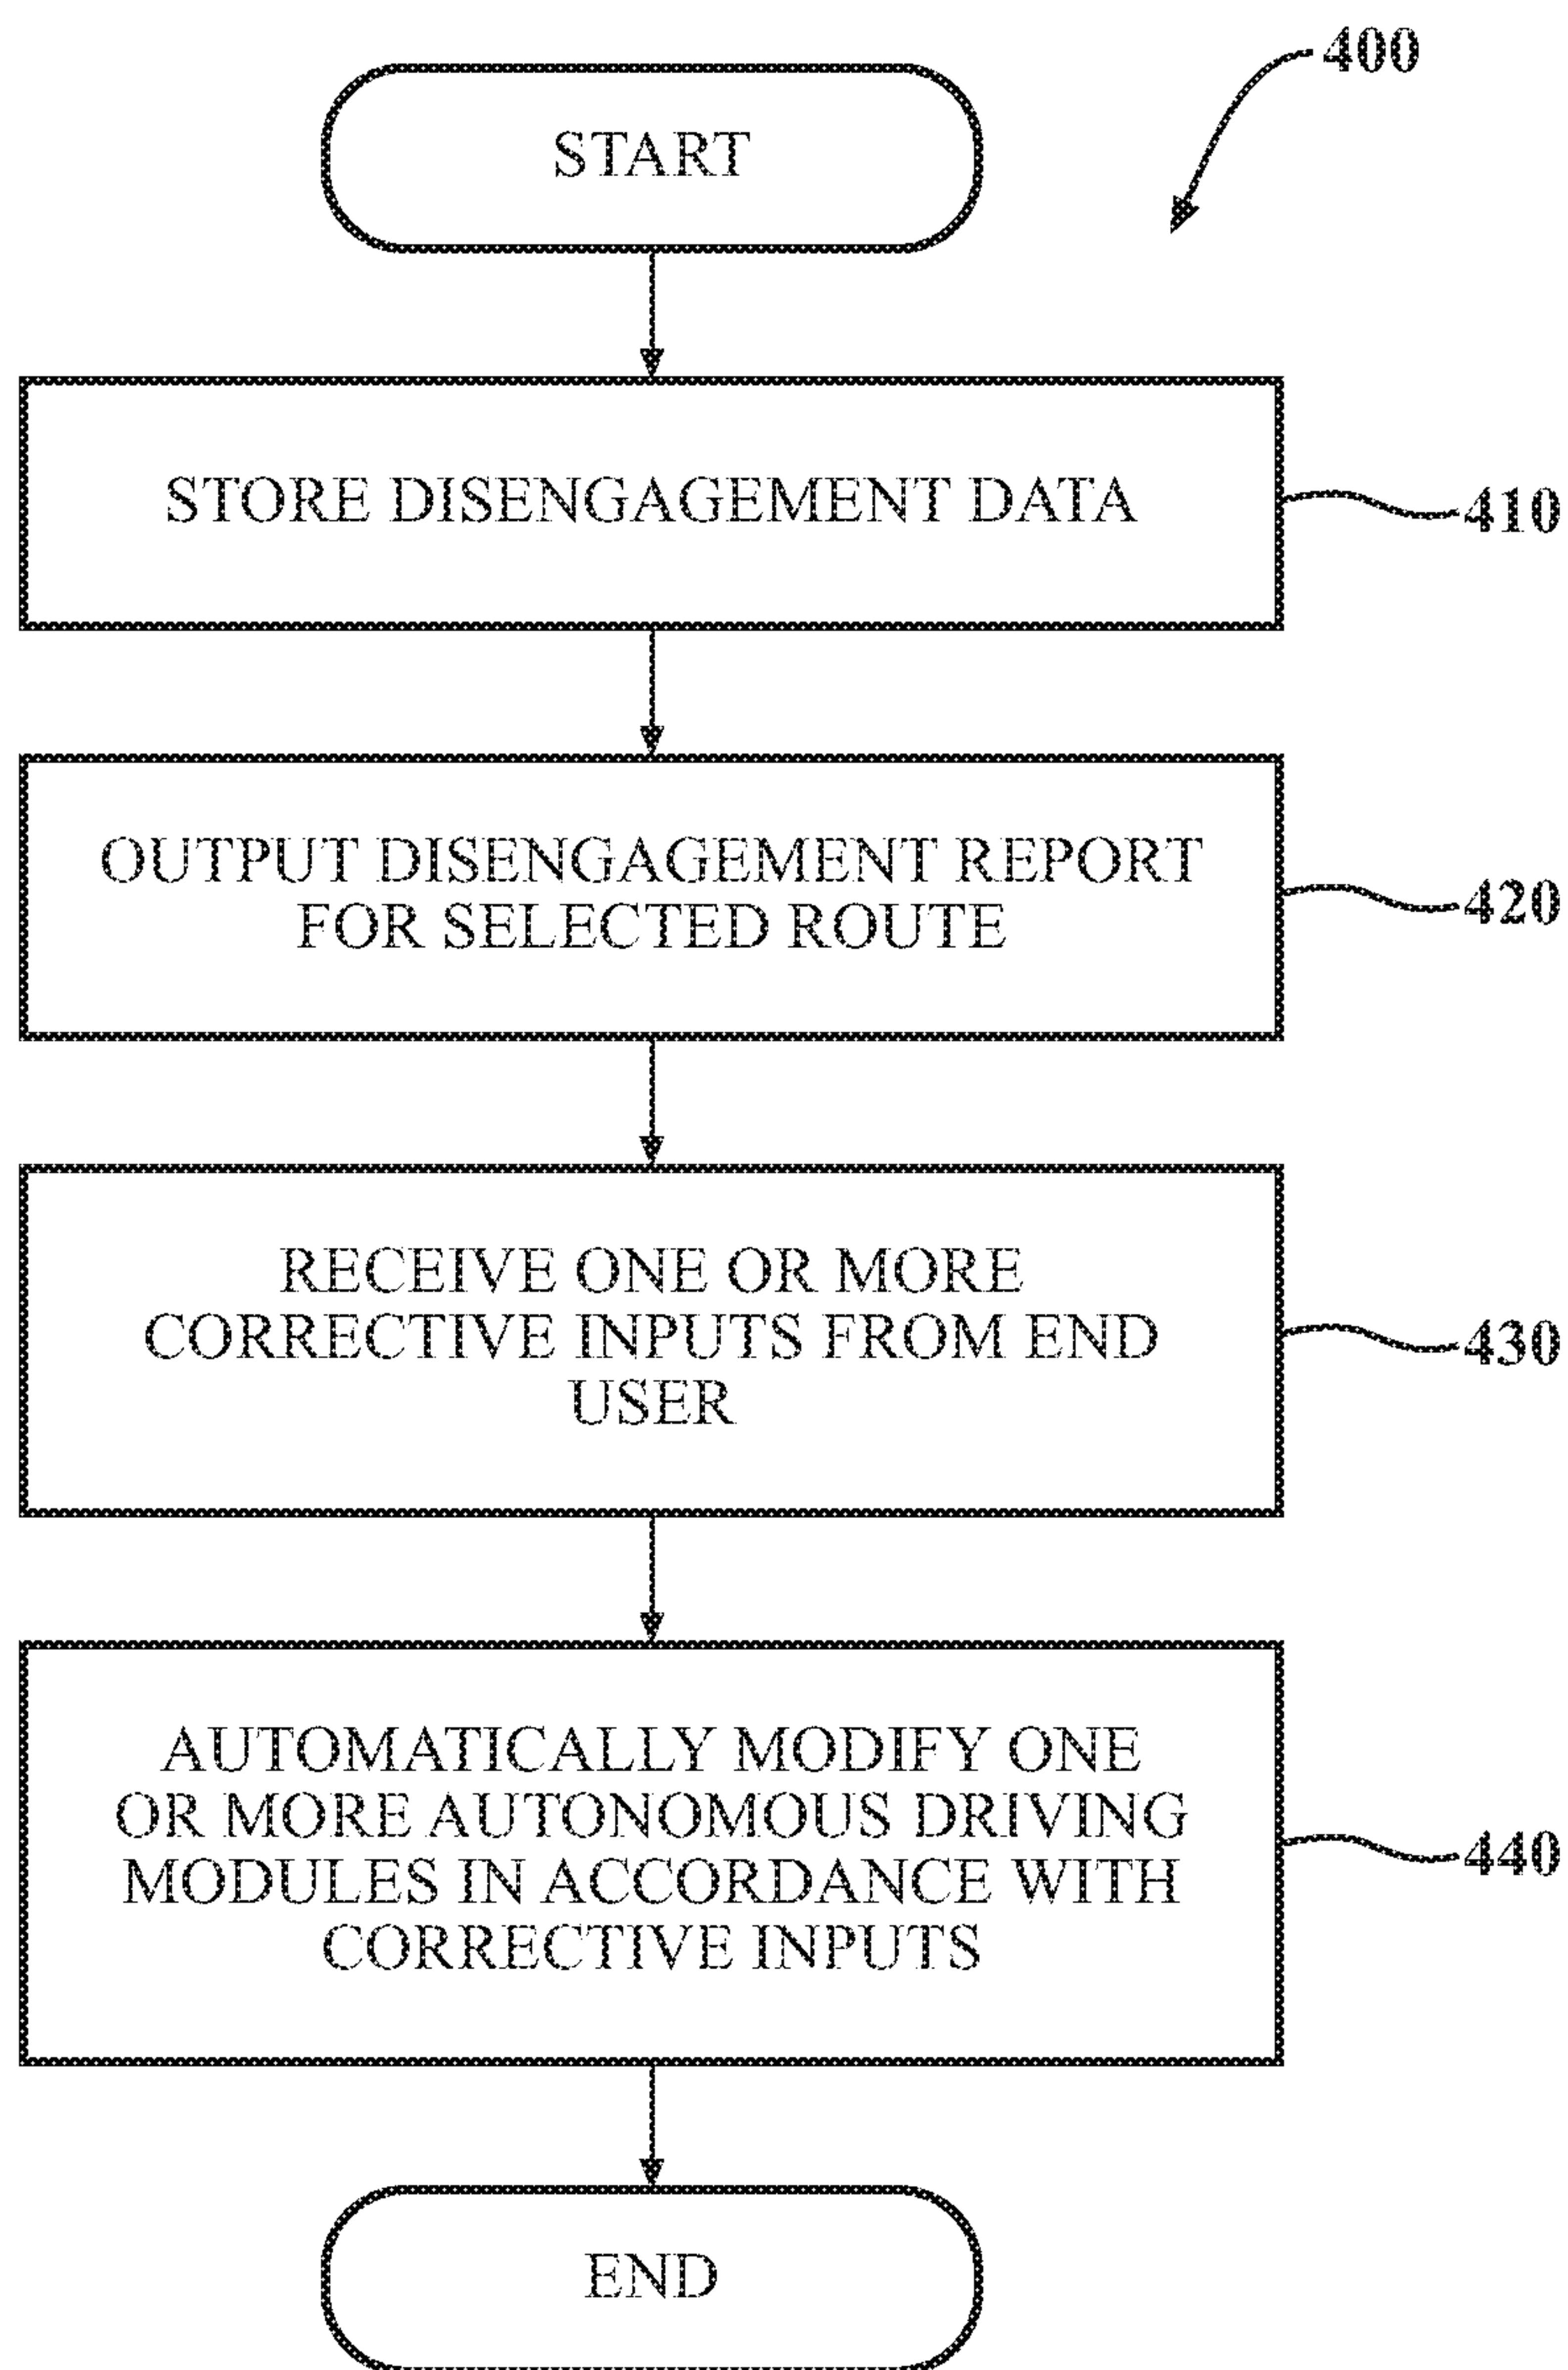 400
START
STORE DISENGAGEMENT DATA
410
OUTPUT DISENGAGEMENT REPORT
FOR SELECTED ROUTE
420
RECEIVE ONE OR MORE
CORRECTIVE INPUTS FROM END
USER
430
AUTOMATICALLY MODIFY ONE
OR MORE AUTONOMOUS DRIVING
MODULES IN ACCORDANCE WITH
CORRECTIVE INPUTS
440
END